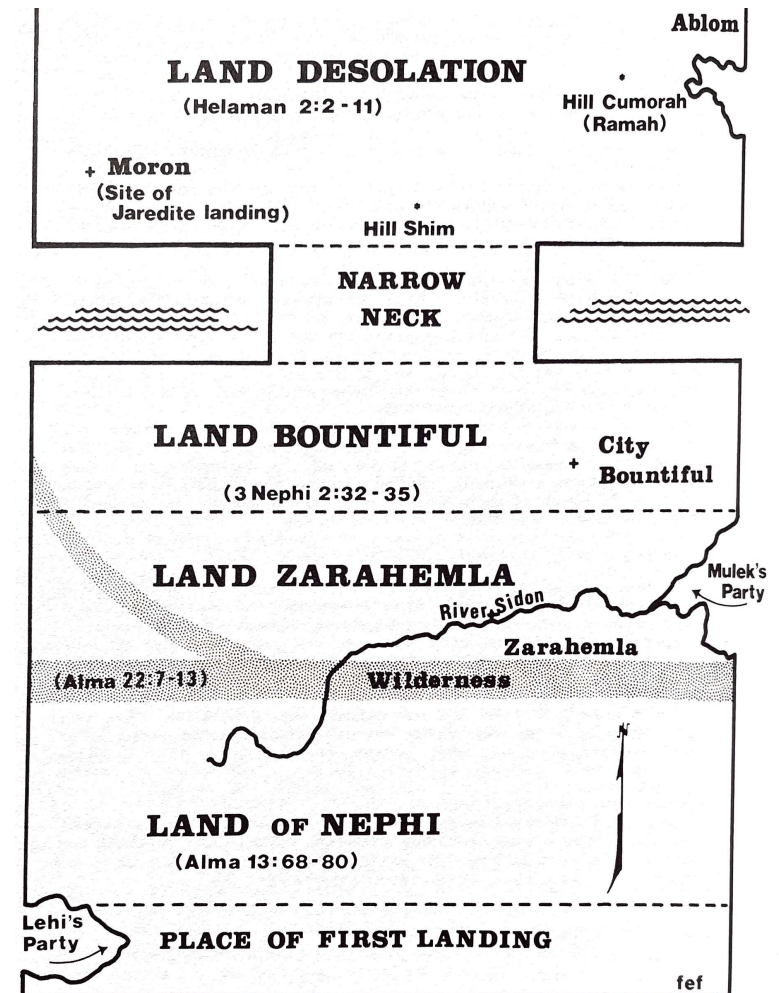 Ablom
LAND DESOLATION
(Helaman 2:2-11)
Hill Cumorah
(Ramah)
Moron
(Site of
Jaredite landing)
Hill Shim
NARROW
NECK
LAND BOUNTIFUL
(3 Nephi 2:32-35)
City
Bountiful
LAND ZARAHEMLA
Mulek's
Party
River Sidon
Zarahemla
(Alma 22:7-13)
Wilderness
N
LAND OF NEPHI
(Alma 13:68-80)
Lehi's
Party
PLACE OF FIRST LANDING
fef